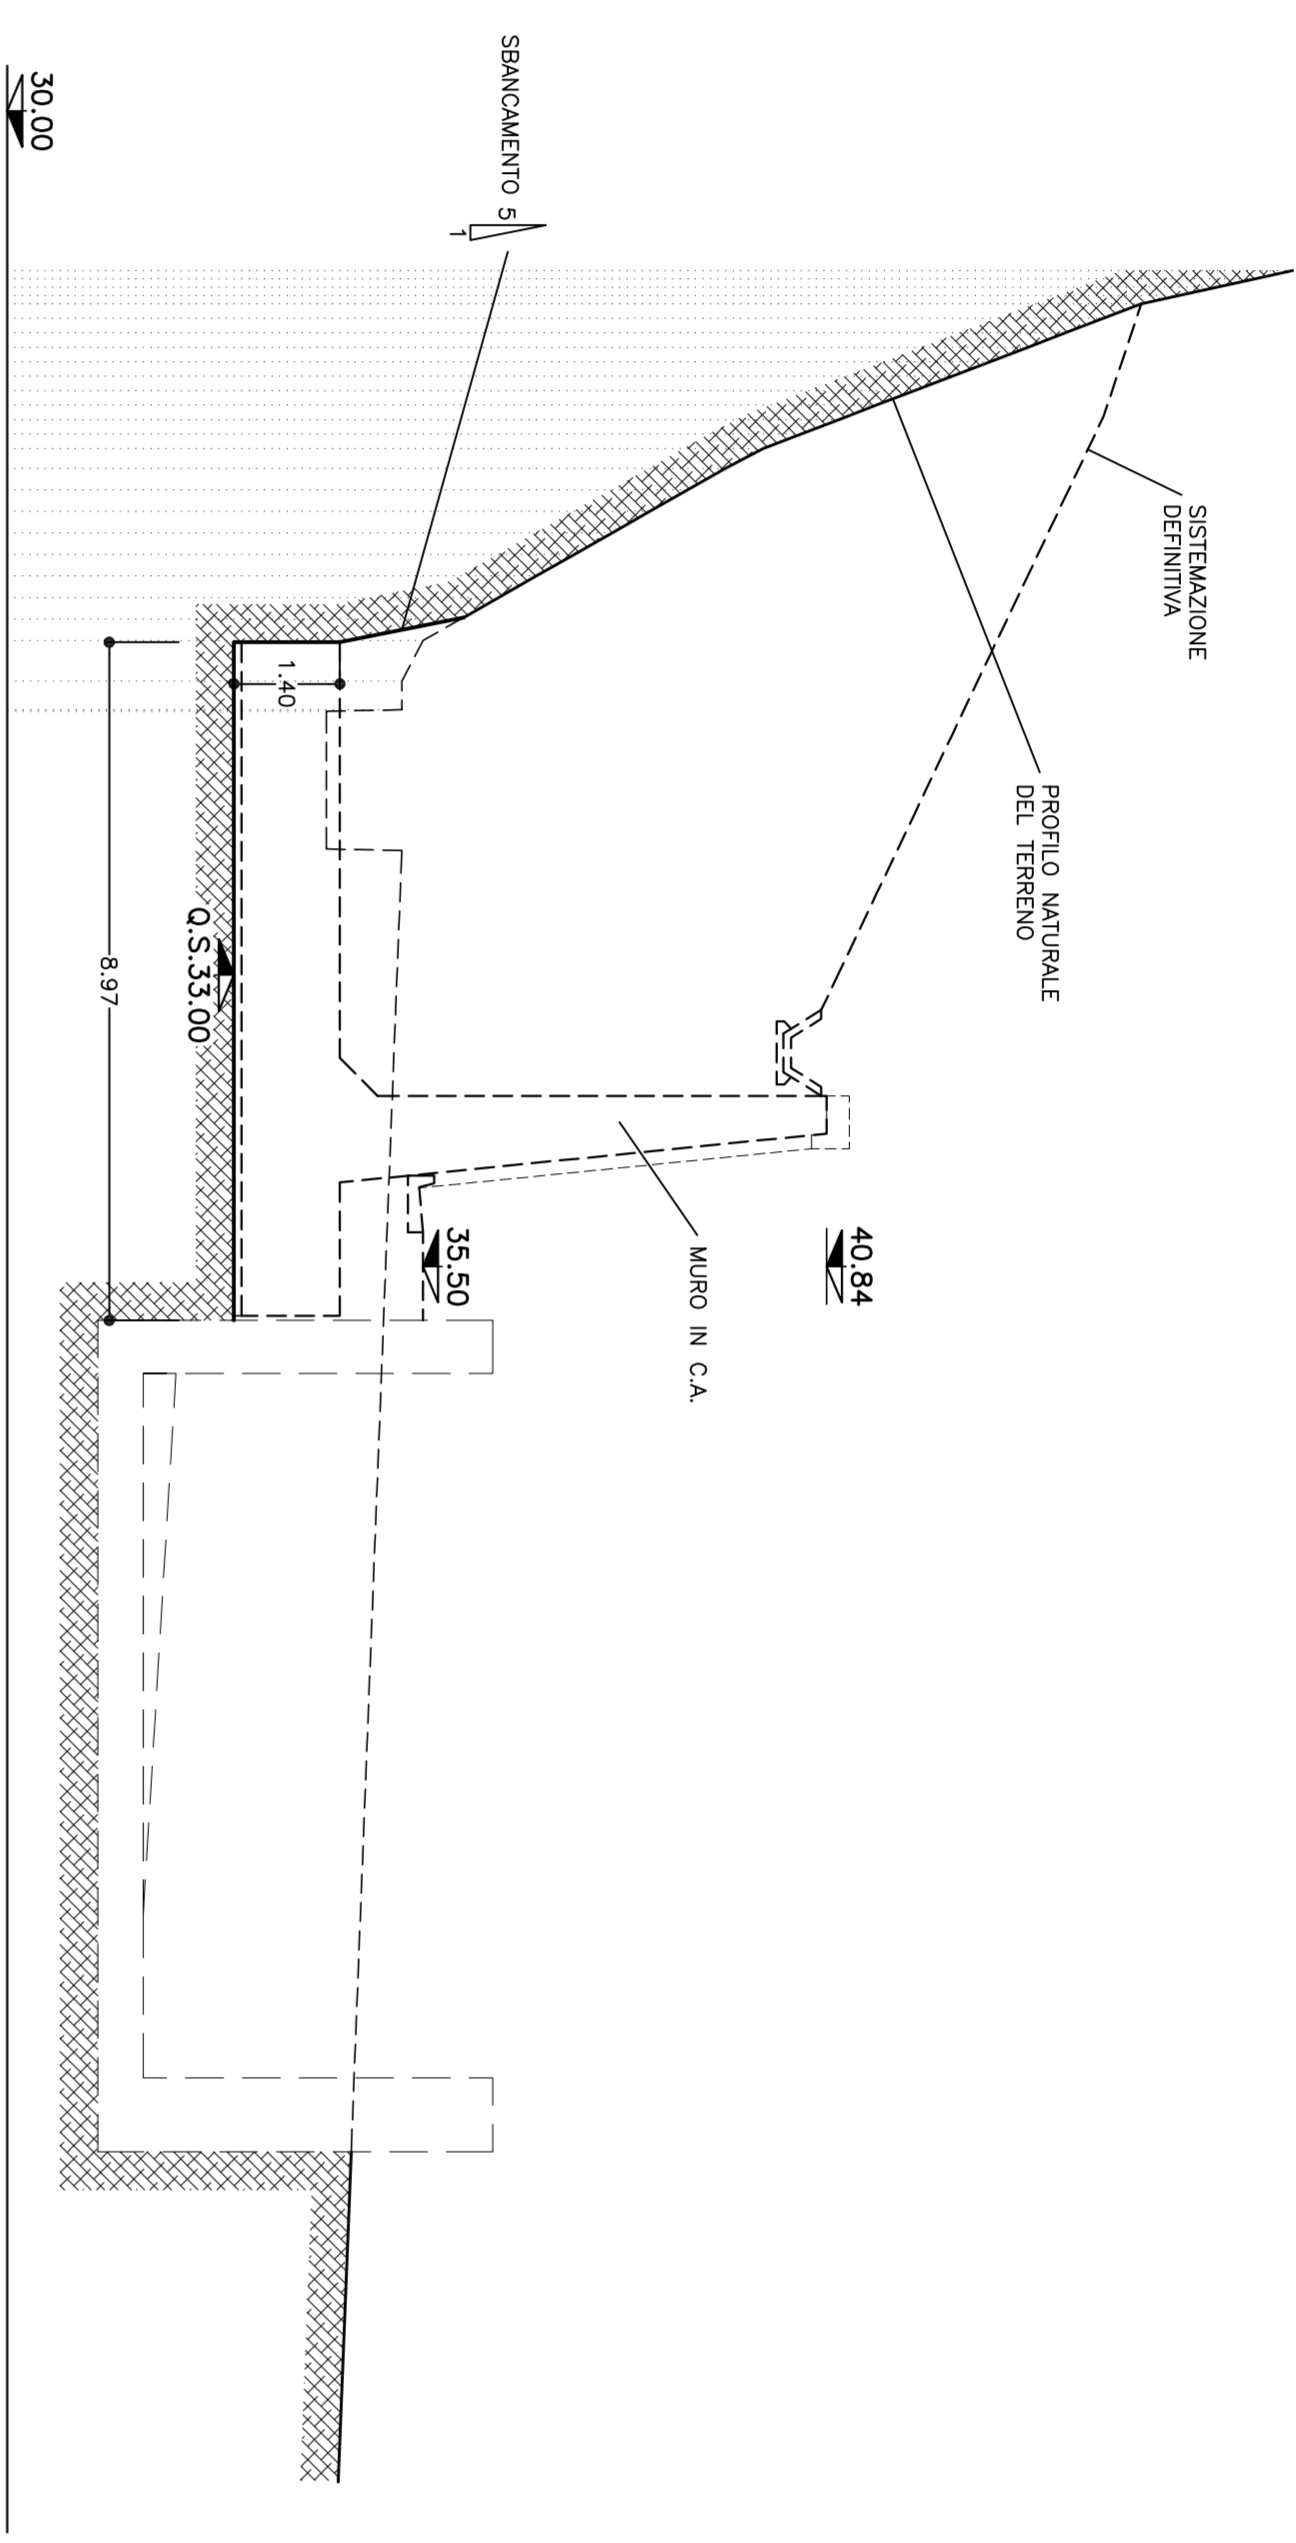 SISTEMAZIONE
DEFINITIVA
PROFILO NATURALE
DEL TERRENO
40.84
MURO IN C.A.
SBANCAMENTO 5
1
35.50
1.40
Q.S.33.00
8.97
30.00